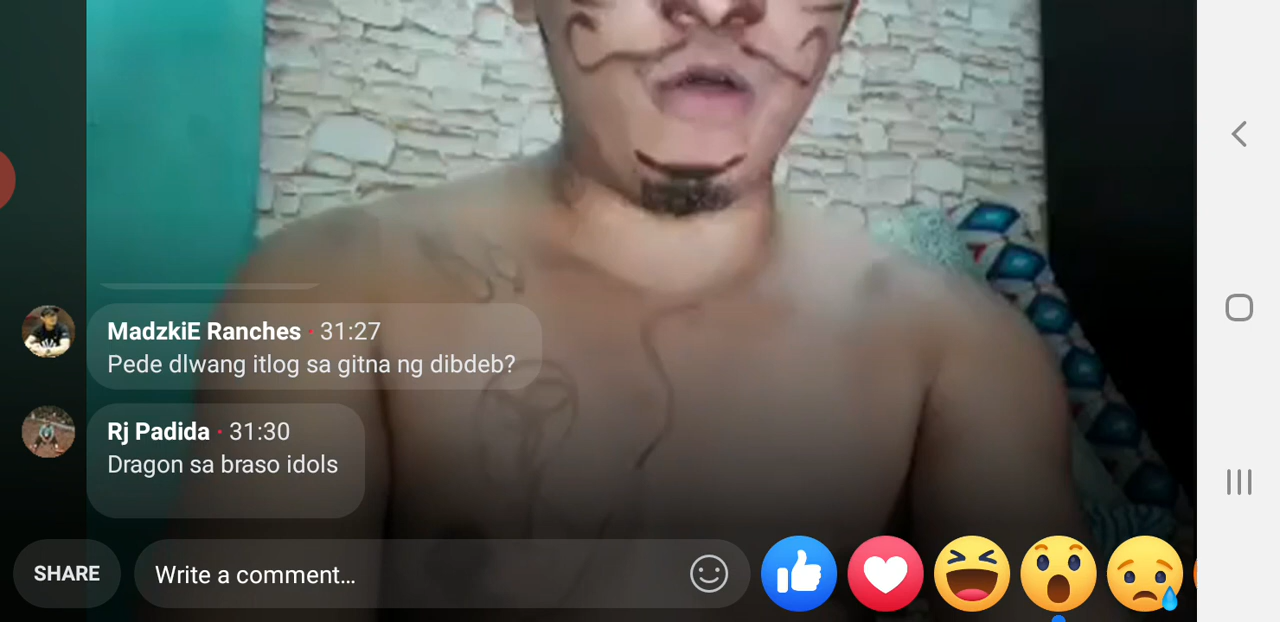 MadzkiE Ranches · 31:27
Pede dlwang itlog sa gitna ng dibdeb?
Rj Padida · 31:30
Dragon sa braso idols
SHARE
Write a comment...